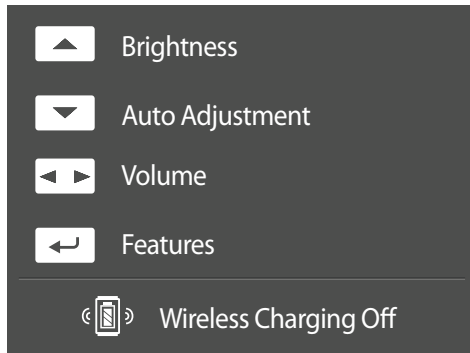 Brightness
Auto Adjustment
Volume
Features
Wireless Charging Off